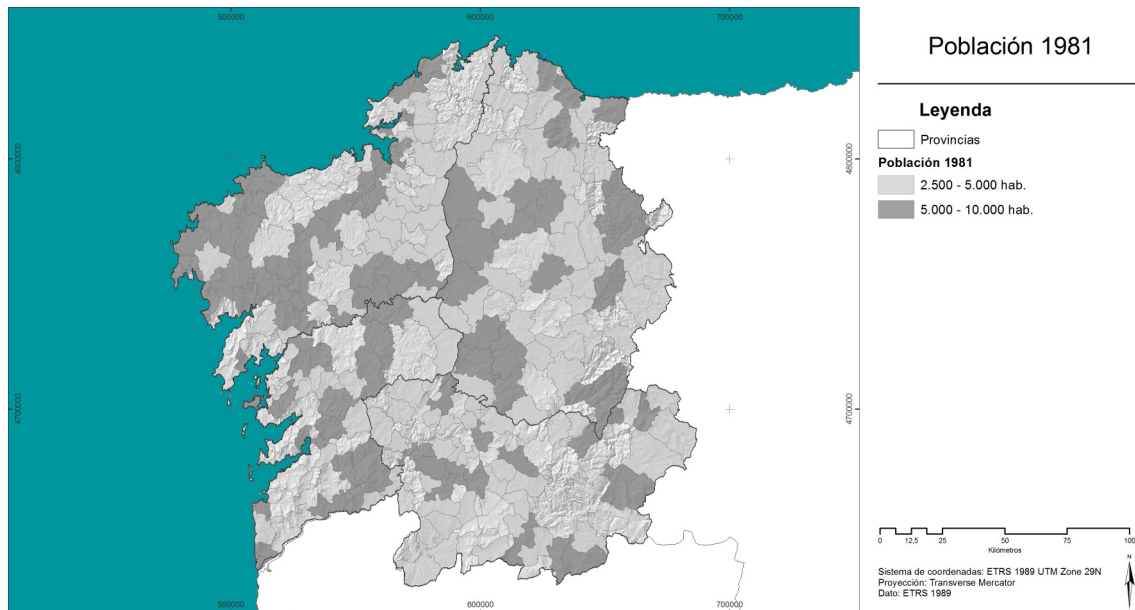 500000
600000
700000
4800000
4700000
4800000
4700000
500000
600000
700000
Población 1981
Leyenda
Provincias
Población 1981
2.500 - 5.000 hab.
5.000 - 10.000 hab.
0 12,5 25 50 75 100
Kilómetros
N
Sistema de coordenadas: ETRS 1989 UTM Zone 29N
Proyección: Transverse Mercator
Dato: ETRS 1989